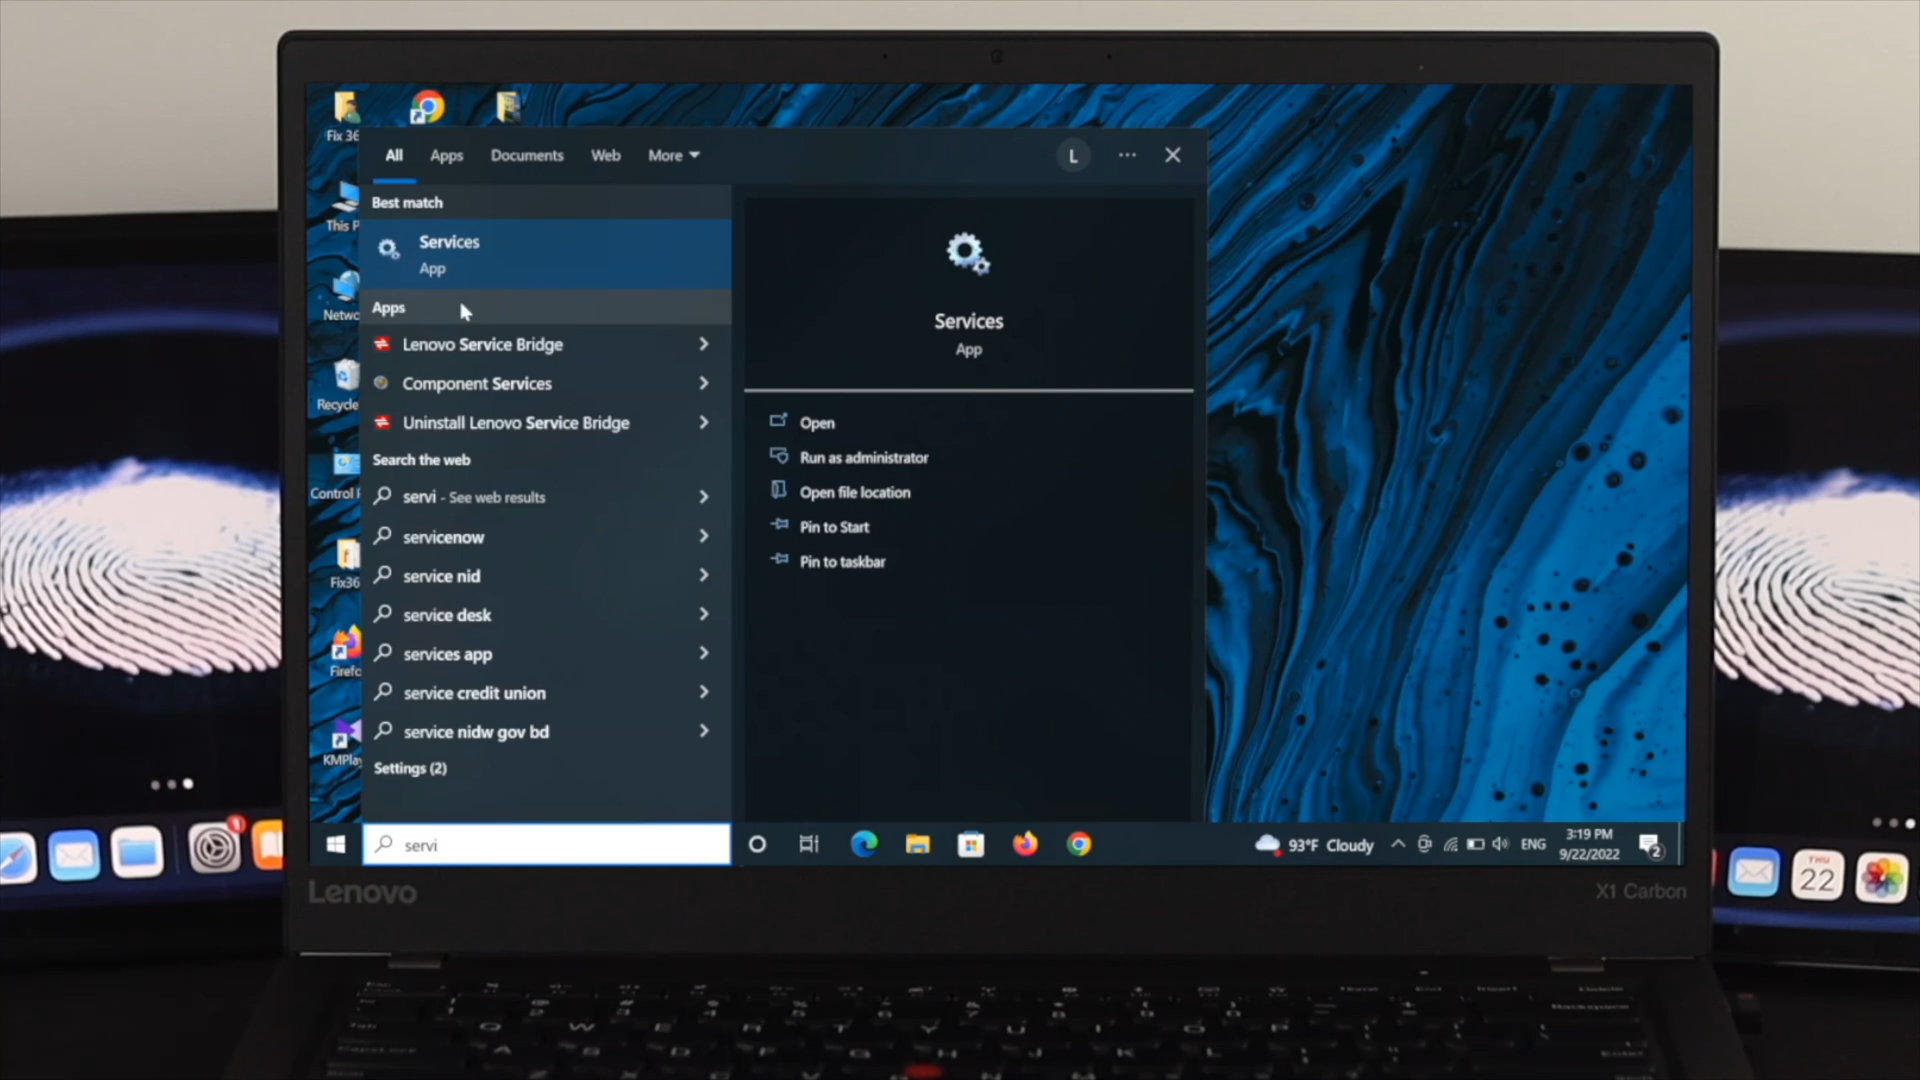 Fix 36
This P
Netwo
Recycle
Control P
Fix36
Firefo
KMPlay
All
Apps
Documents
Web
More
L
Best match
Services
App
Apps
Lenovo Service Bridge
Component Services
Uninstall Lenovo Service Bridge
Search the web
servi - See web results
servicenow
service nid
service desk
services app
service credit union
service nidw gov bd
Settings (2)
Services
App
Open
Run as administrator
Open file location
Pin to Start
Pin to taskbar
servi
93°F Cloudy
ENG
3:19 PM
9/22/2022
2
Lenovo
X1 Carbon
1
THU
22